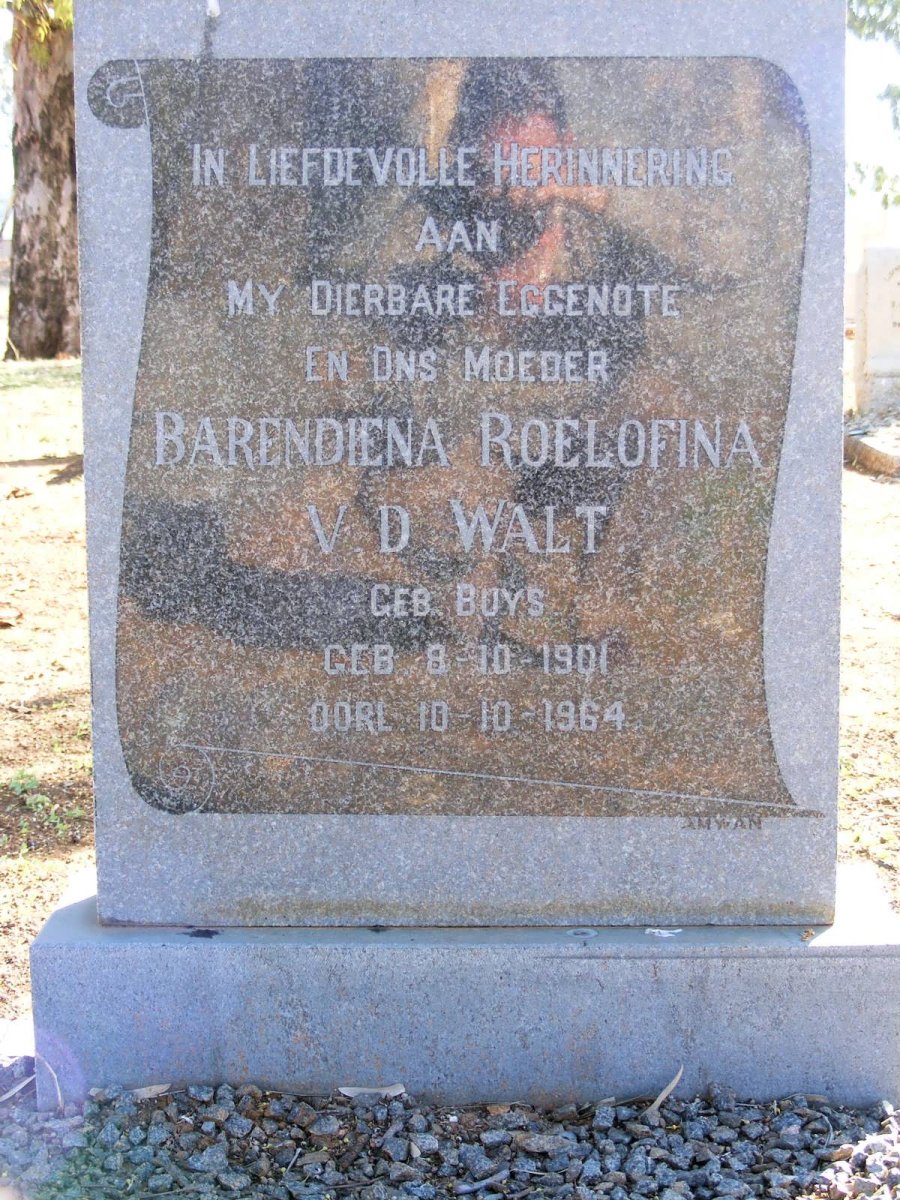 In Liefdevolle Herinnering
Aan
My Dierbare Eggenote
En Ons Moeder
Barendiena Roelofina
V. D. Walt.
Geb. Buys
Geb 8-10-1901
Oorl 10-10-1964
AMWAN